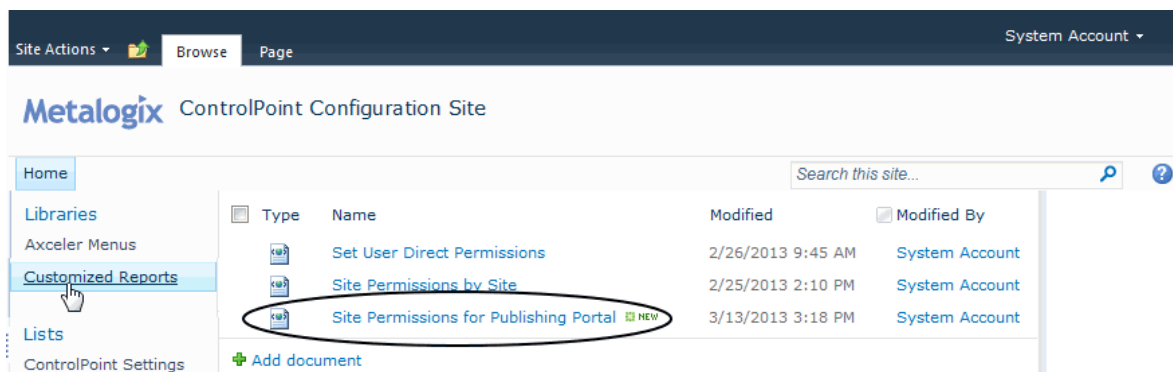 System Account
Site Actions Browse Page
Metalogix ControlPoint Configuration Site
Home Search this site...
Libraries Type Name Modified Modified By
Axceler Menus Set User Direct Permissions 2/26/2013 9:45 AM System Account
Customized Reports Site Permissions by Site 2/25/2013 2:10 PM System Account
Site Permissions for Publishing Portal NEW 3/13/2013 3:18 PM System Account
Lists
ControlPoint Settings Add document